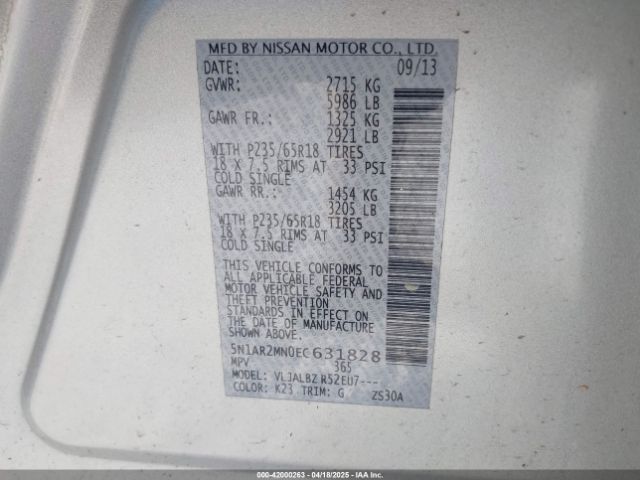 MFD BY NISSAN MOTOR CO., LTD.
DATE: 09/13
GVWR: 2715 KG
5986 LB
GAWR FR.: 1325 KG
2921 LB
WITH P235/65R18 TIRES
18 X 7.5 RIMS AT 33 PSI
COLD SINGLE
GAWR RR.: 1454 KG
3205 LB
WITH P235/65R18 TIRES
18 X 7.5 RIMS AT 33 PSI
COLD SINGLE
THIS VEHICLE CONFORMS TO
ALL APPLICABLE FEDERAL
MOTOR VEHICLE SAFETY AND
THEFT PREVENTION
STANDARDS IN EFFECT ON
THE DATE OF MANUFACTURE
SHOWN ABOVE.
5N1AR2MN0EC631828
MPV 365
MODEL: VLJALBZ R52EU7---
COLOR: K23 TRIM: G ZS30A
000-42000263 - 04/18/2025 - IAA Inc.